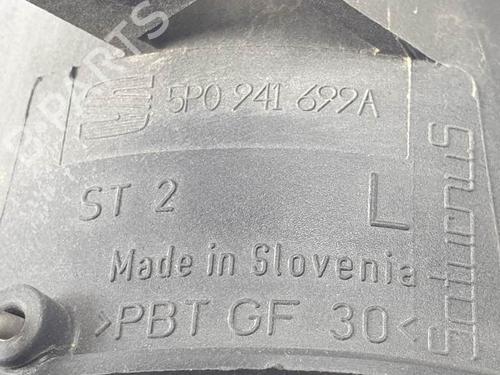 5P0 941 699A
ST 2 L
Made in Slovenia
>PBT GF 30<
Saturnus